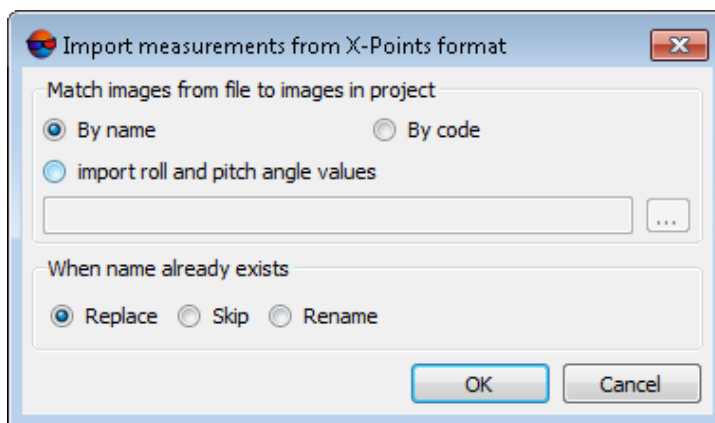 Import measurements from X-Points format
Match images from file to images in project
By name By code
import roll and pitch angle values
...
When name already exists
Replace Skip Rename
OK Cancel